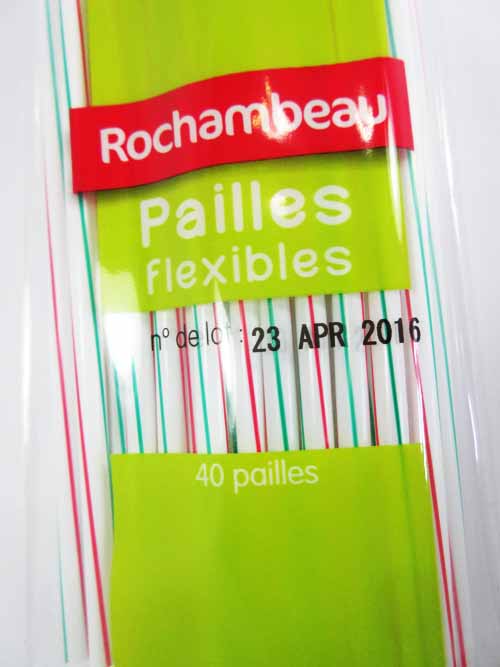 Rochambeau
Pailles
flexibles
n° de lot : 23 APR 2016
40 pailles